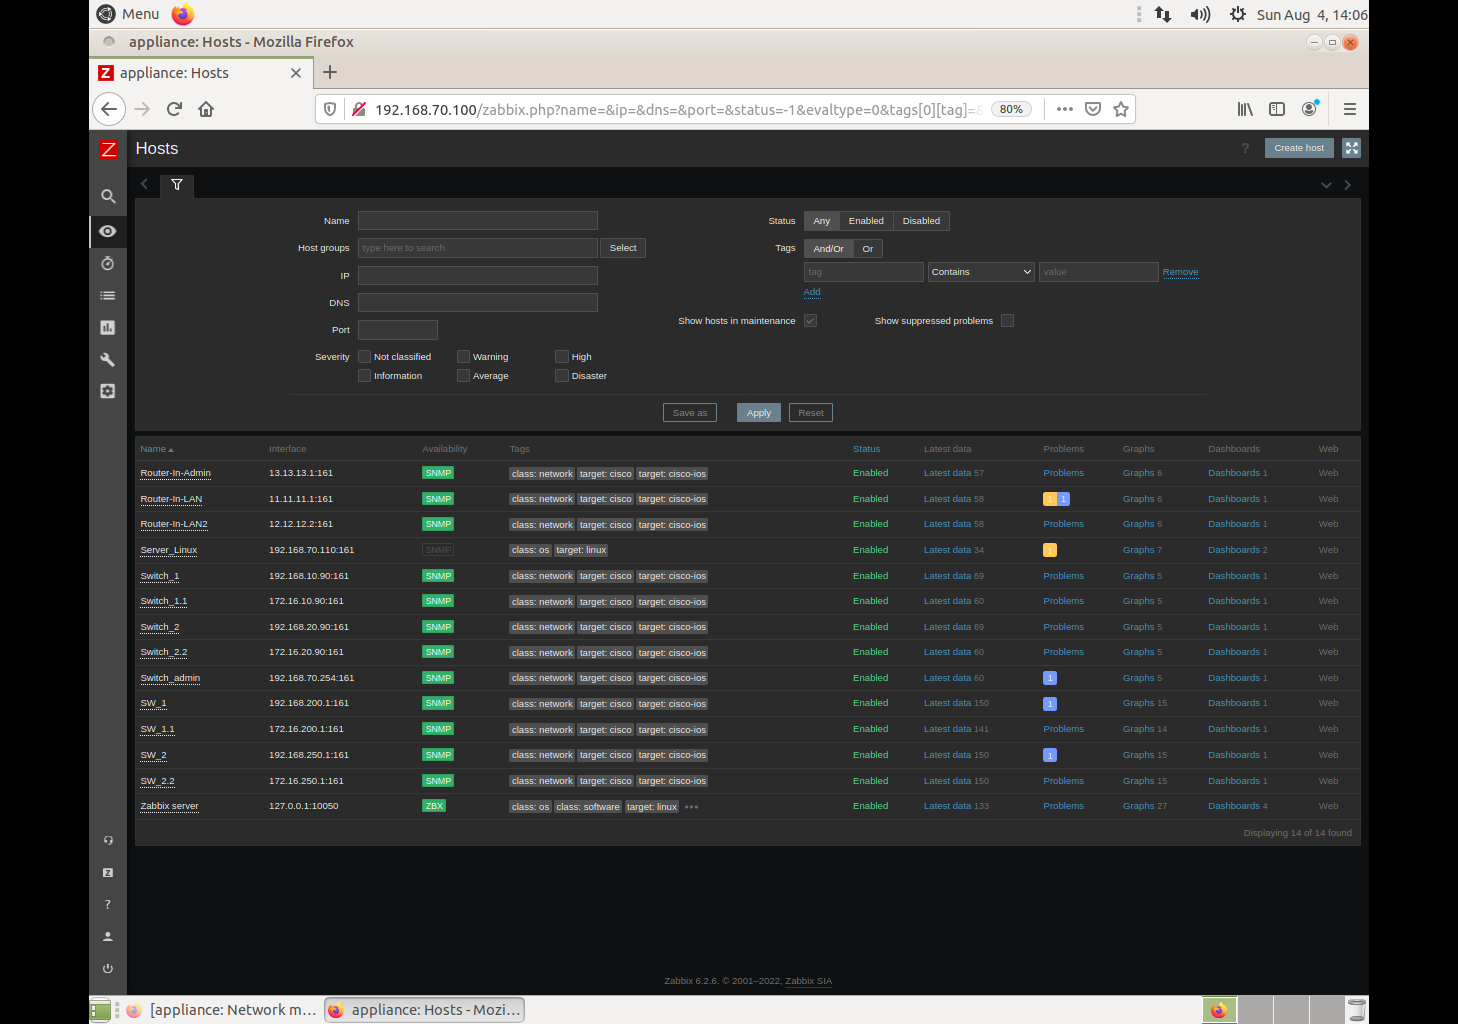 Menu
Sun Aug 4, 14:06
appliance: Hosts - Mozilla Firefox
Z appliance: Hosts
192.168.70.100/zabbix.php?name=&ip=&dns=&port=&status=-1&evaltype=0&tags[0][tag]=& 80%
Z Hosts ? Create host
Name Status Any Enabled Disabled
Host groups type here to search Select Tags And/Or Or
IP tag Contains value Remove
DNS Add
Port Show hosts in maintenance Show suppressed problems
Severity Not classified Warning High
Information Average Disaster
Save as Apply Reset
Name Interface Availability Tags Status Latest data Problems Graphs Dashboards Web
Router-In-Admin 13.13.13.1:161 SNMP class: network target: cisco target: cisco-ios Enabled Latest data 57 Problems Graphs 6 Dashboards 1 Web
Router-In-LAN 11.11.11.1:161 SNMP class: network target: cisco target: cisco-ios Enabled Latest data 58 1 1 Graphs 6 Dashboards 1 Web
Router-In-LAN2 12.12.12.2:161 SNMP class: network target: cisco target: cisco-ios Enabled Latest data 58 Problems Graphs 6 Dashboards 1 Web
Server_Linux 192.168.70.110:161 SNMP class: os target: linux Enabled Latest data 34 1 Graphs 7 Dashboards 2 Web
Switch_1 192.168.10.90:161 SNMP class: network target: cisco target: cisco-ios Enabled Latest data 69 Problems Graphs 5 Dashboards 1 Web
Switch_1.1 172.16.10.90:161 SNMP class: network target: cisco target: cisco-ios Enabled Latest data 60 Problems Graphs 5 Dashboards 1 Web
Switch_2 192.168.20.90:161 SNMP class: network target: cisco target: cisco-ios Enabled Latest data 69 Problems Graphs 5 Dashboards 1 Web
Switch_2.2 172.16.20.90:161 SNMP class: network target: cisco target: cisco-ios Enabled Latest data 60 Problems Graphs 5 Dashboards 1 Web
Switch_admin 192.168.70.254:161 SNMP class: network target: cisco target: cisco-ios Enabled Latest data 60 1 Graphs 5 Dashboards 1 Web
SW_1 192.168.200.1:161 SNMP class: network target: cisco target: cisco-ios Enabled Latest data 150 1 Graphs 15 Dashboards 1 Web
SW_1.1 172.16.200.1:161 SNMP class: network target: cisco target: cisco-ios Enabled Latest data 141 Problems Graphs 14 Dashboards 1 Web
SW_2 192.168.250.1:161 SNMP class: network target: cisco target: cisco-ios Enabled Latest data 150 1 Graphs 15 Dashboards 1 Web
SW_2.2 172.16.250.1:161 SNMP class: network target: cisco target: cisco-ios Enabled Latest data 150 Problems Graphs 15 Dashboards 1 Web
Zabbix server 127.0.0.1:10050 ZBX class: os class: software target: linux ••• Enabled Latest data 133 Problems Graphs 27 Dashboards 4 Web
Displaying 14 of 14 found
Z
?
Zabbix 6.2.6. © 2001–2022, Zabbix SIA
[appliance: Network m... appliance: Hosts - Mozi...